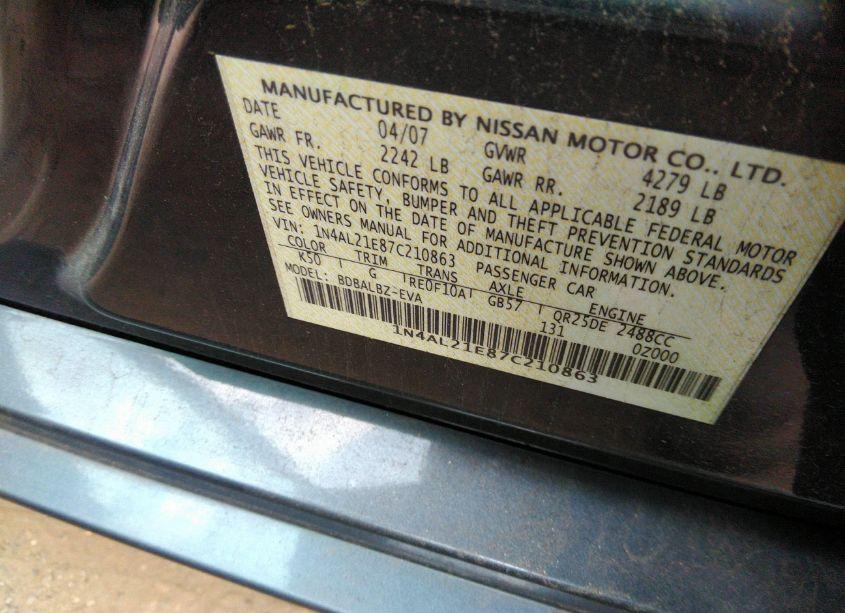 MANUFACTURED BY NISSAN MOTOR CO., LTD.
DATE 04/07 GVWR 4279 LB
GAWR FR. 2242 LB GAWR RR. 2189 LB
THIS VEHICLE CONFORMS TO ALL APPLICABLE FEDERAL MOTOR
VEHICLE SAFETY, BUMPER AND THEFT PREVENTION STANDARDS
IN EFFECT ON THE DATE OF MANUFACTURE SHOWN ABOVE.
SEE OWNERS MANUAL FOR ADDITIONAL INFORMATION.
VIN: 1N4AL21E87C210863 PASSENGER CAR
COLOR TRIM TRANS AXLE ENGINE
K50 G RE0F10A GB57 QR25DE 2488CC
MODEL: BDBALBZ-EVA 131 0Z000
1N4AL21E87C210863